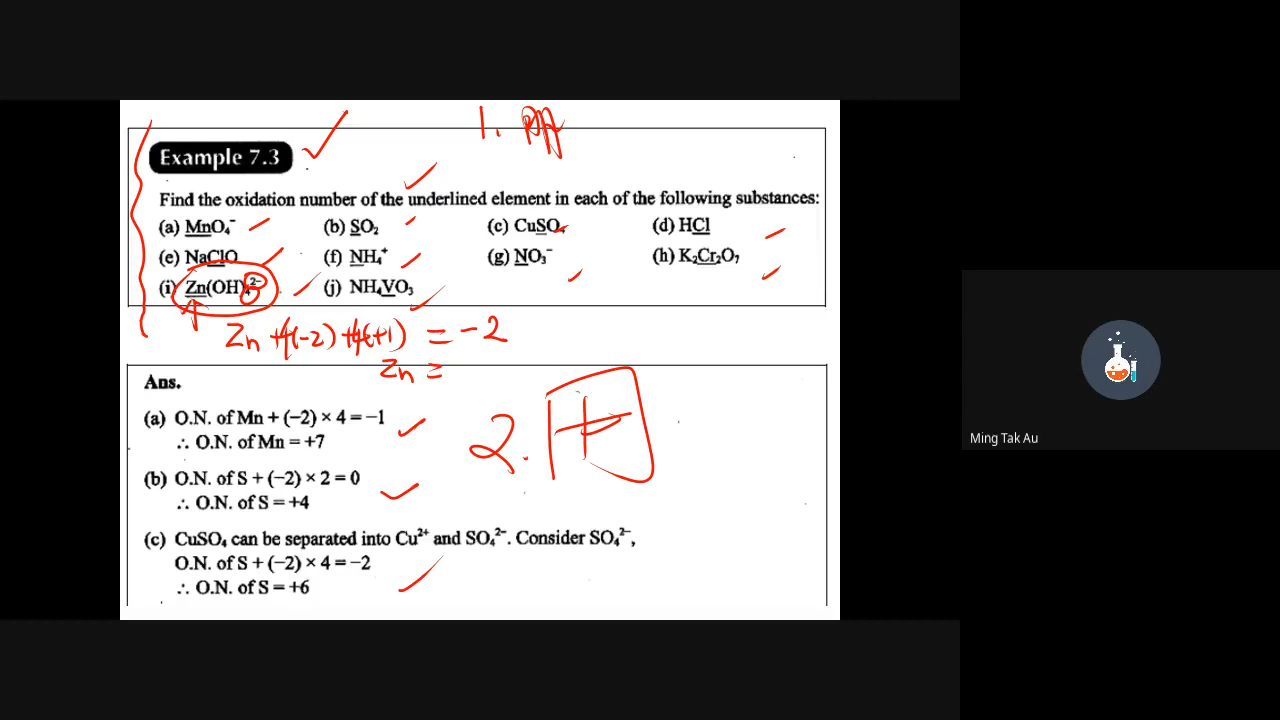 1.
Example 7.3
Find the oxidation number of the underlined element in each of the following substances:
(a) MnO₄⁻ (b) SO₂ (c) CuSO₄ (d) HCl
(e) NaClO (f) NH₄⁺ (g) NO₃⁻ (h) K₂Cr₂O₇
(i) Zn(OH)₄²⁻ (j) NH₄VO₃
Zn +4(-2) +4(+1) = -2
Zn =
Ans.
(a) O.N. of Mn + (−2) × 4 = −1
∴ O.N. of Mn = +7
2.
(b) O.N. of S + (−2) × 2 = 0
∴ O.N. of S = +4
(c) CuSO₄ can be separated into Cu²⁺ and SO₄²⁻. Consider SO₄²⁻,
O.N. of S + (−2) × 4 = −2
∴ O.N. of S = +6
Ming Tak Au